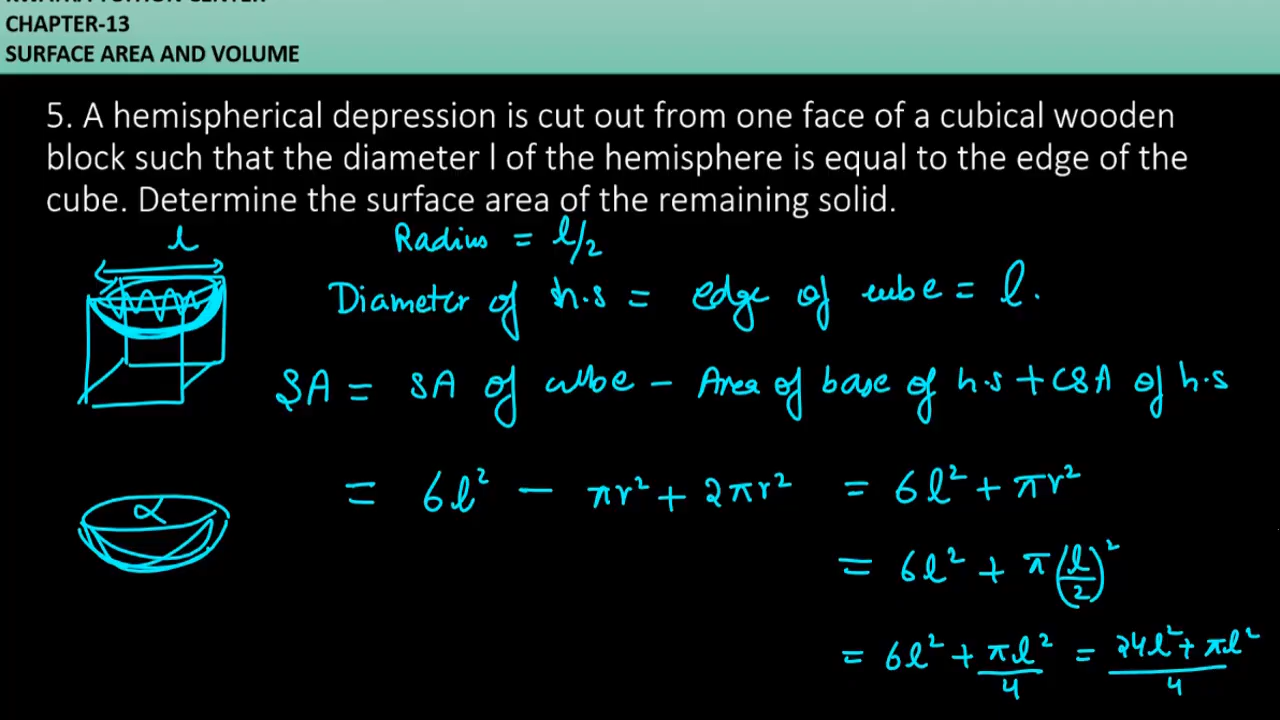 CHAPTER-13
SURFACE AREA AND VOLUME
5. A hemispherical depression is cut out from one face of a cubical wooden
block such that the diameter l of the hemisphere is equal to the edge of the
cube. Determine the surface area of the remaining solid.
l
Radius = l/2
Diameter of h.s = edge of cube = l.
SA = SA of cube - Area of base of h.s + CSA of h.s
= 6l² - πr² + 2πr² = 6l² + πr²
= 6l² + π(l/2)²
= 6l² + πl²/4 = 24l² + πl²/4